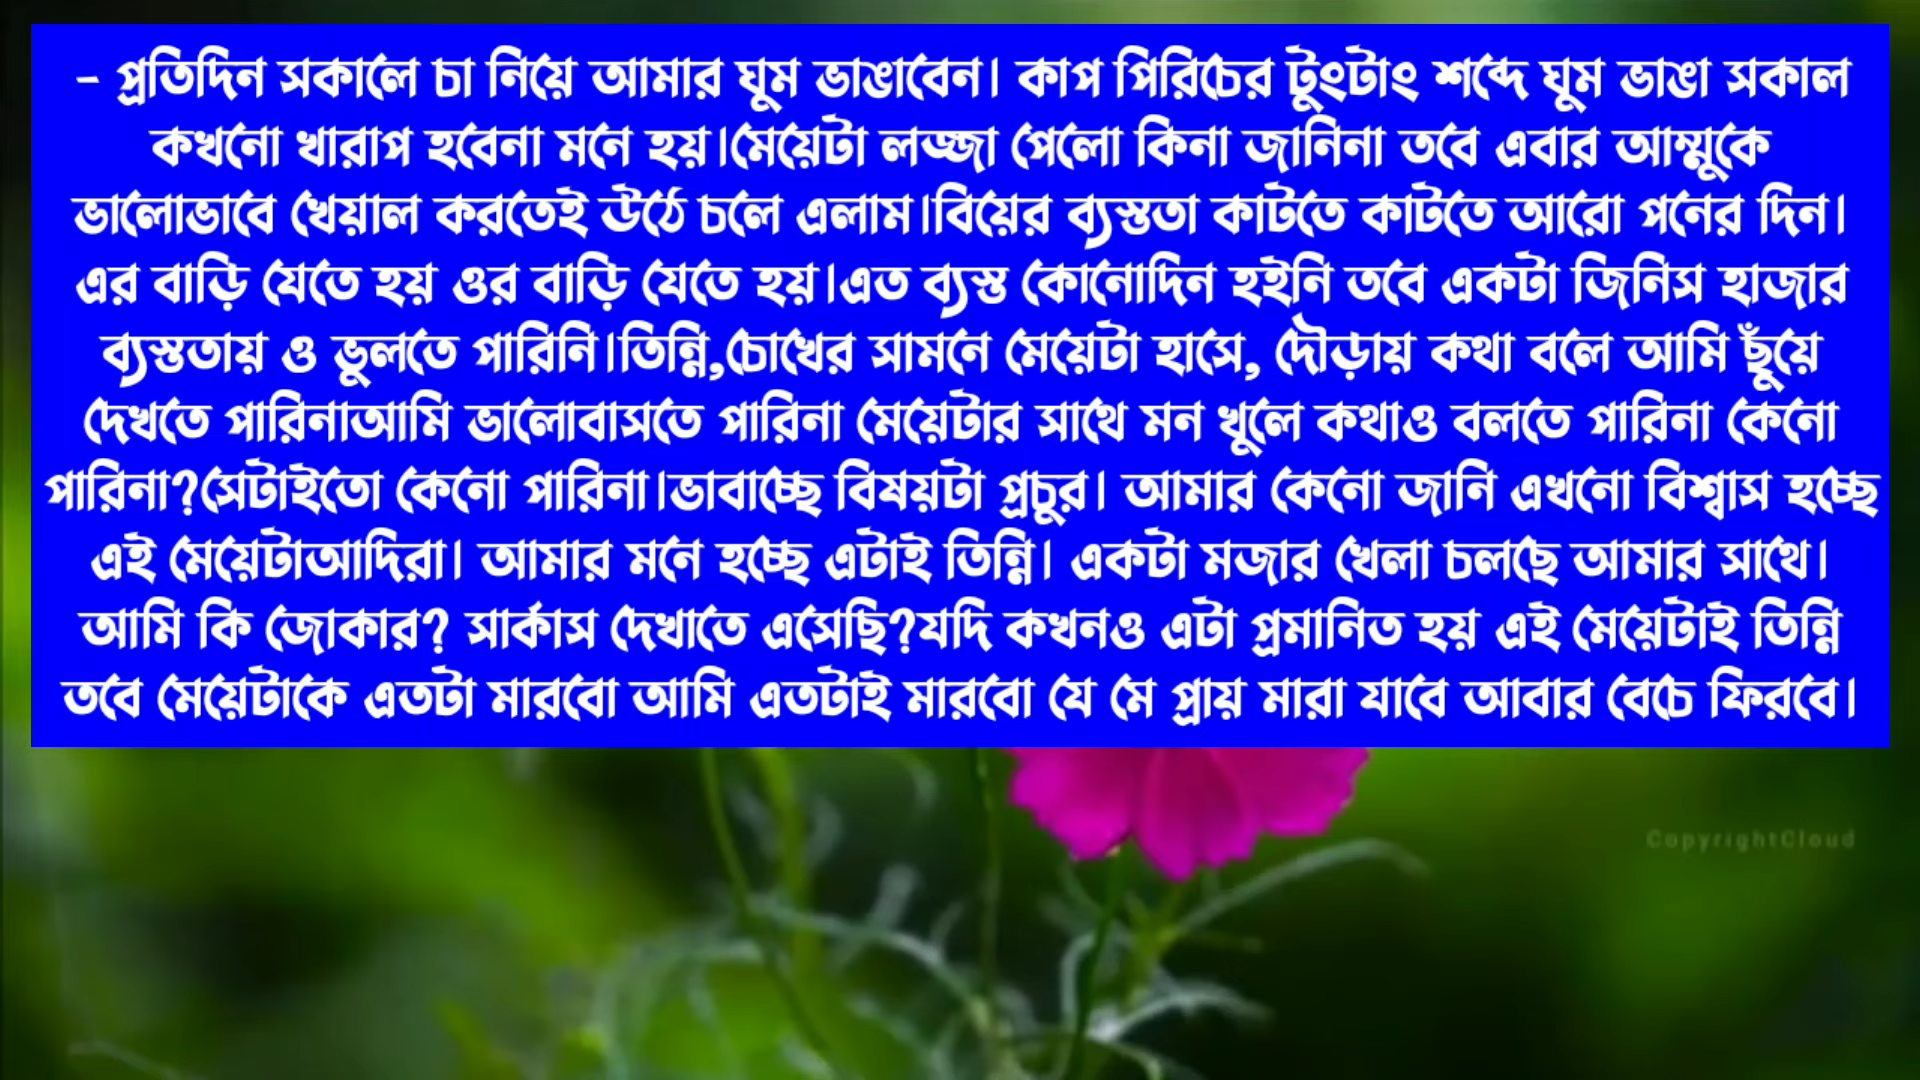 - প্রতিদিন সকালে চা নিয়ে আমার ঘুম ভাঙাবেন। কাপ পিরিচের টুংটাং শব্দে ঘুম ভাঙা সকাল
কখনো খারাপ হবেনা মনে হয়।মেয়েটা লজ্জা পেলো কিনা জানিনা তবে এবার আম্মুকে
ভালোভাবে খেয়াল করতেই উঠে চলে এলাম।বিয়ের ব্যস্ততা কাটতে কাটতে আরো পনের দিন।
এর বাড়ি যেতে হয় ওর বাড়ি যেতে হয়।এত ব্যস্ত কোনোদিন হইনি তবে একটা জিনিস হাজার
ব্যস্ততায় ও ভুলতে পারিনি।তিন্নি,চোখের সামনে মেয়েটা হাসে, দৌড়ায় কথা বলে আমি ছুঁয়ে
দেখতে পারিনাআমি ভালোবাসতে পারিনা মেয়েটার সাথে মন খুলে কথাও বলতে পারিনা কেনো
পারিনা?সেটাইতো কেনো পারিনা।ভাবাচ্ছে বিষয়টা প্রচুর। আমার কেনো জানি এখনো বিশ্বাস হচ্ছে
এই মেয়েটাআদিরা। আমার মনে হচ্ছে এটাই তিন্নি। একটা মজার খেলা চলছে আমার সাথে।
আমি কি জোকার? সার্কাস দেখাতে এসেছি?যদি কখনও এটা প্রমানিত হয় এই মেয়েটাই তিন্নি
তবে মেয়েটাকে এতটা মারবো আমি এতটাই মারবো যে মে প্রায় মারা যাবে আবার বেচে ফিরবে।
CopyrightCloud